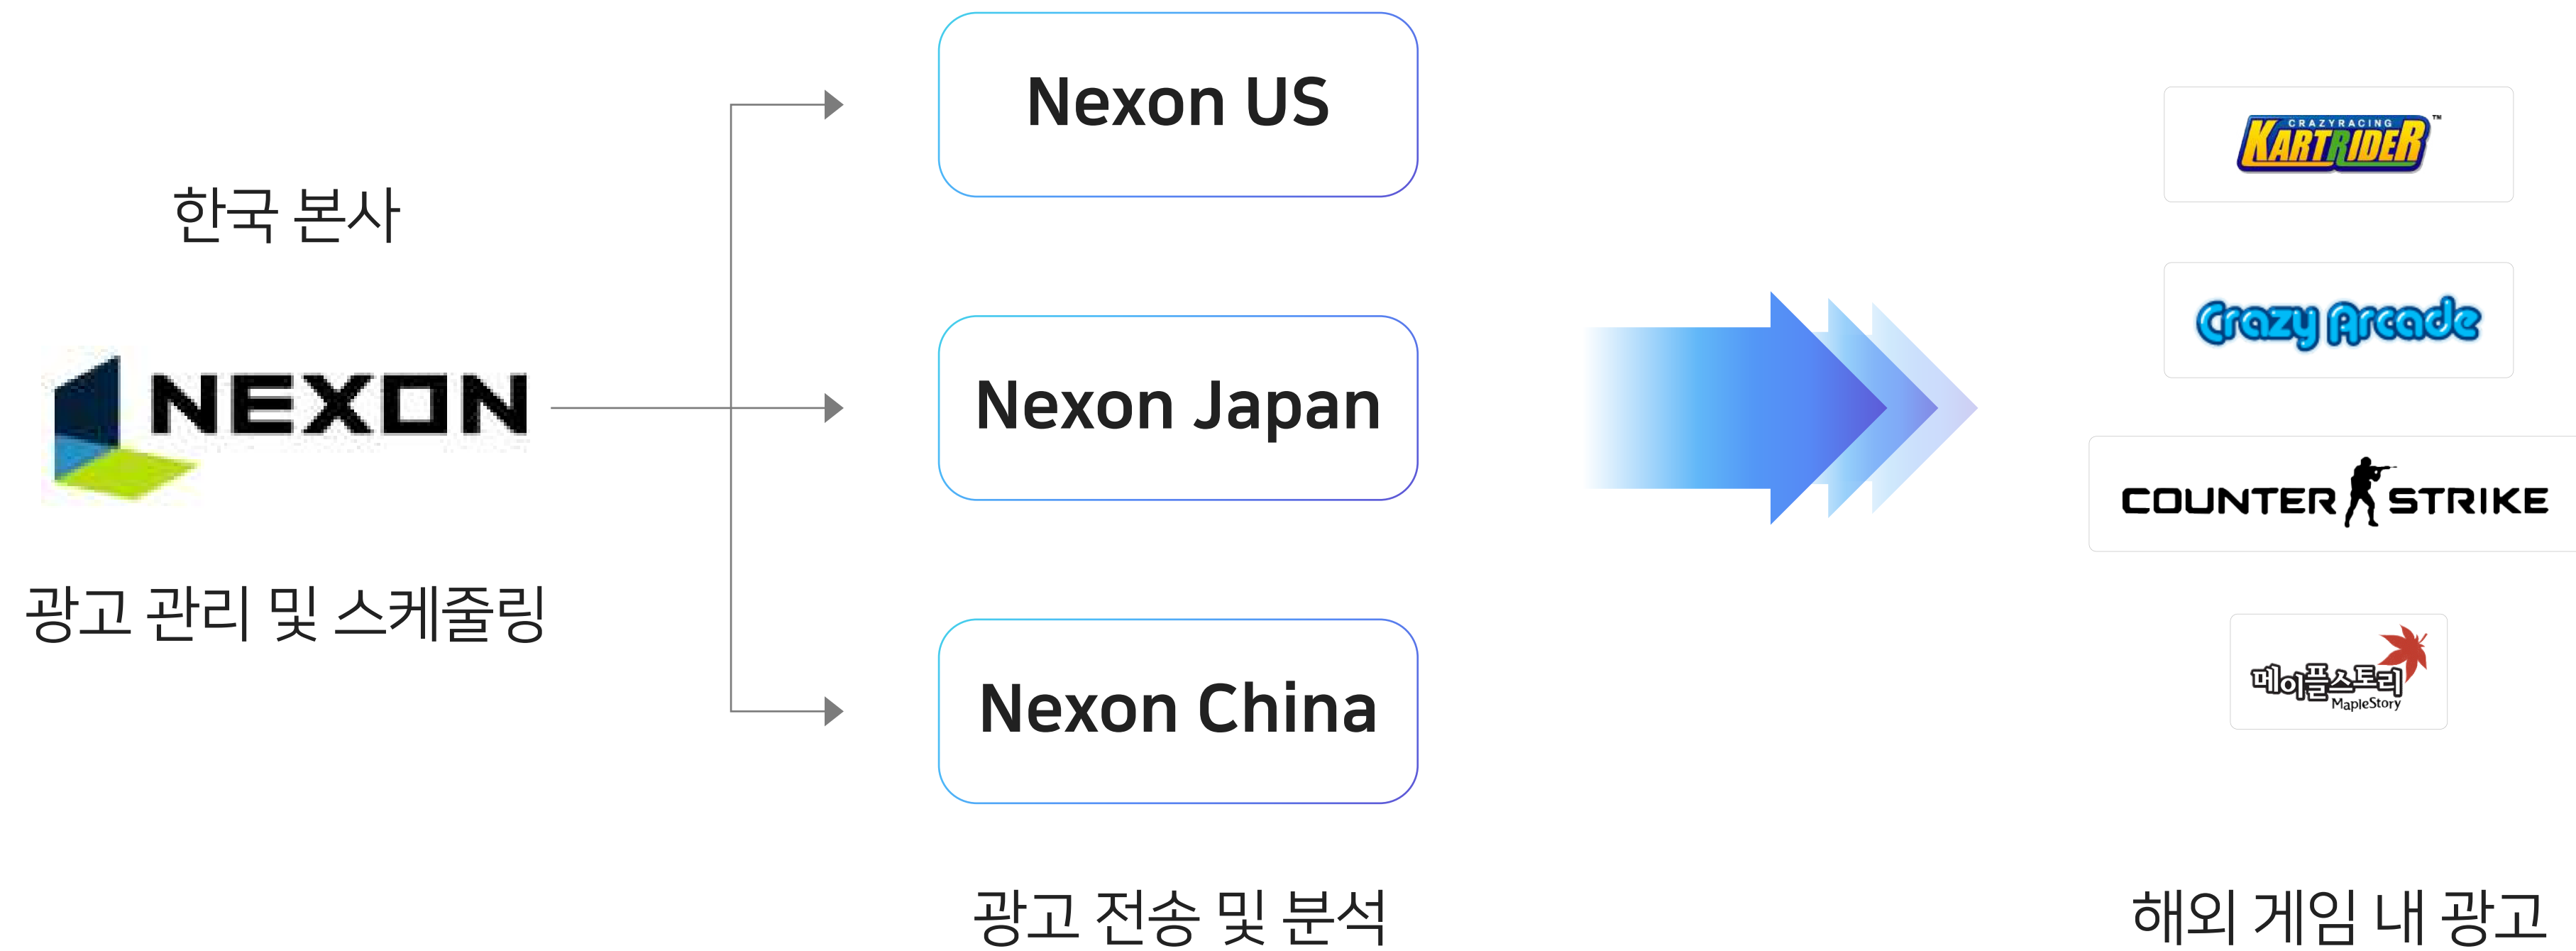 한국 본사
NEXON
광고 관리 및 스케줄링
Nexon US
Nexon Japan
Nexon China
광고 전송 및 분석
CRAZYRACING
KARTRIDER™
Crazy Arcade
COUNTER STRIKE
메이플스토리
MapleStory
해외 게임 내 광고